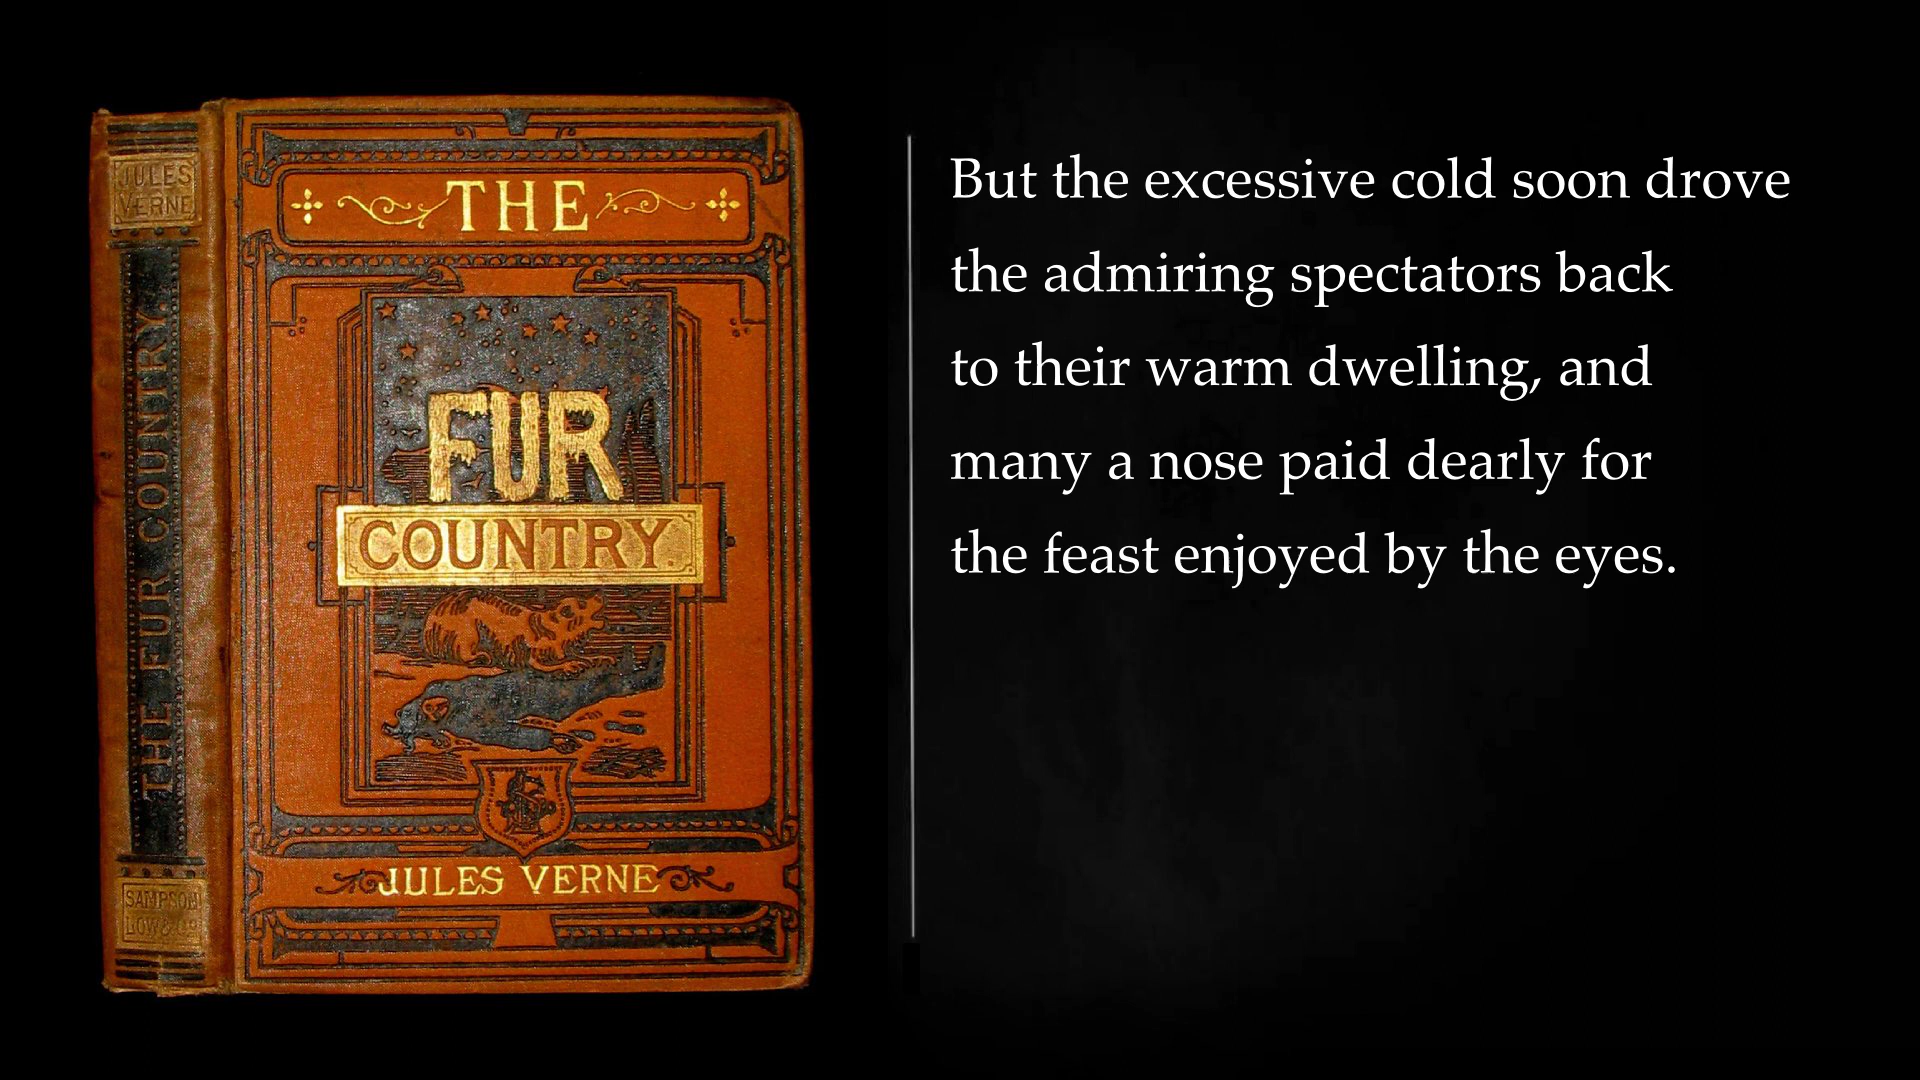 JULES
VERNE
THE FUR COUNTRY.
SAMPSON
LOW & Co
THE
FUR
COUNTRY.
JULES VERNE
But the excessive cold soon drove
the admiring spectators back
to their warm dwelling, and
many a nose paid dearly for
the feast enjoyed by the eyes.